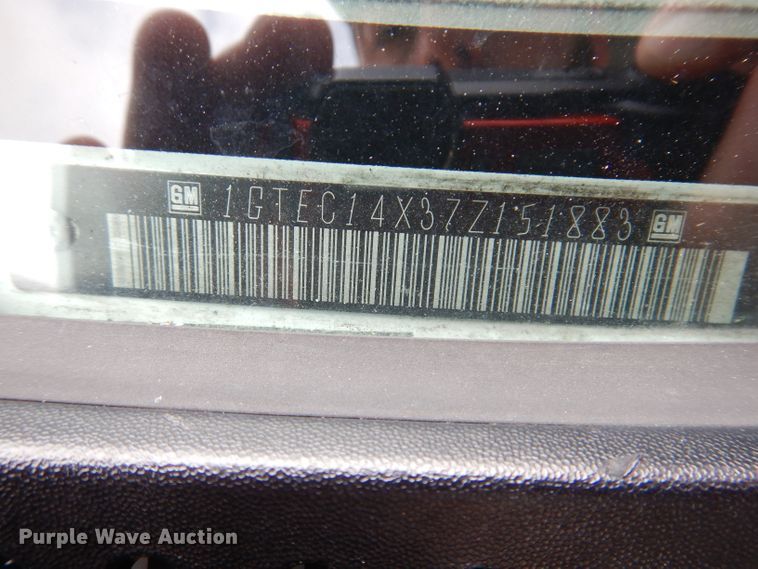 GM 1GTEC14X37Z151883 GM
Purple Wave Auction